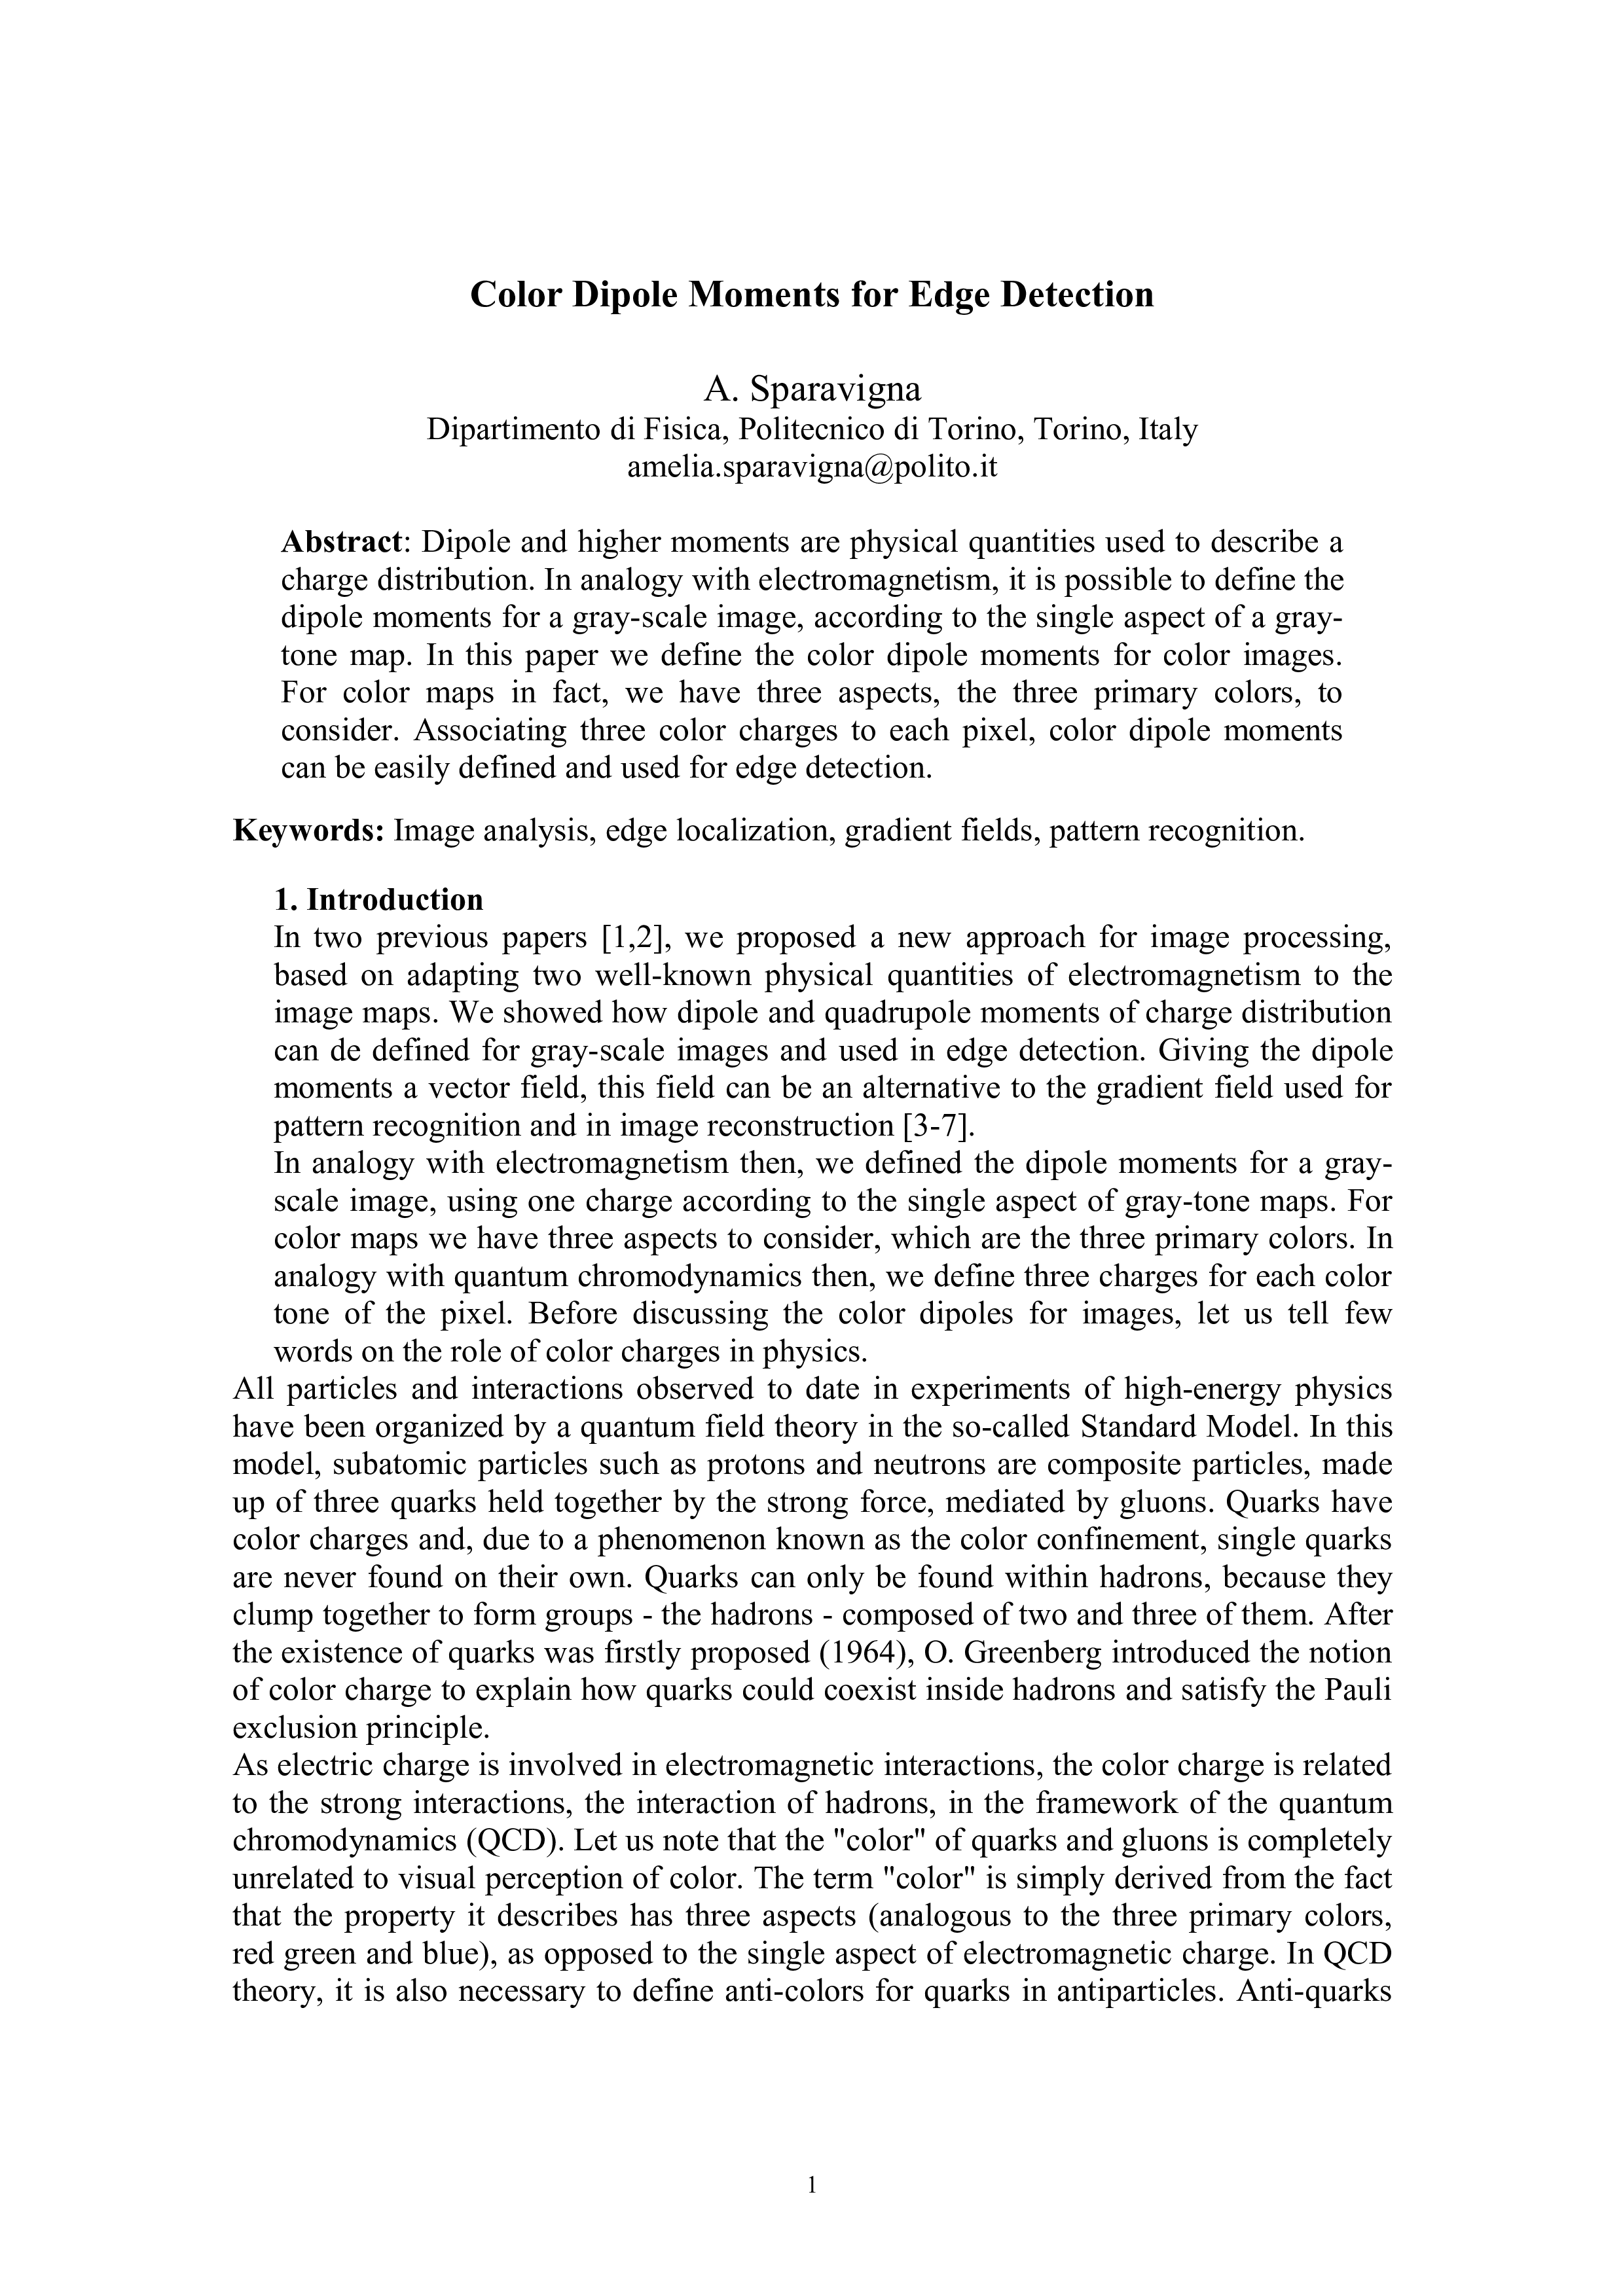 Color Dipole Moments for Edge Detection
A. Sparavigna
Dipartimento di Fisica, Politecnico di Torino, Torino, Italy
amelia.sparavigna@polito.it
Abstract: Dipole and higher moments are physical quantities used to describe a
charge distribution. In analogy with electromagnetism, it is possible to define the
dipole moments for a gray-scale image, according to the single aspect of a gray-
tone map. In this paper we define the color dipole moments for color images.
For color maps in fact, we have three aspects, the three primary colors, to
consider. Associating three color charges to each pixel, color dipole moments
can be easily defined and used for edge detection.
Keywords: Image analysis, edge localization, gradient fields, pattern recognition.
1. Introduction
In two previous papers [1,2], we proposed a new approach for image processing,
based on adapting two well-known physical quantities of electromagnetism to the
image maps. We showed how dipole and quadrupole moments of charge distribution
can de defined for gray-scale images and used in edge detection. Giving the dipole
moments a vector field, this field can be an alternative to the gradient field used for
pattern recognition and in image reconstruction [3-7].
In analogy with electromagnetism then, we defined the dipole moments for a gray-
scale image, using one charge according to the single aspect of gray-tone maps. For
color maps we have three aspects to consider, which are the three primary colors. In
analogy with quantum chromodynamics then, we define three charges for each color
tone of the pixel. Before discussing the color dipoles for images, let us tell few
words on the role of color charges in physics.
All particles and interactions observed to date in experiments of high-energy physics
have been organized by a quantum field theory in the so-called Standard Model. In this
model, subatomic particles such as protons and neutrons are composite particles, made
up of three quarks held together by the strong force, mediated by gluons. Quarks have
color charges and, due to a phenomenon known as the color confinement, single quarks
are never found on their own. Quarks can only be found within hadrons, because they
clump together to form groups - the hadrons - composed of two and three of them. After
the existence of quarks was firstly proposed (1964), O. Greenberg introduced the notion
of color charge to explain how quarks could coexist inside hadrons and satisfy the Pauli
exclusion principle.
As electric charge is involved in electromagnetic interactions, the color charge is related
to the strong interactions, the interaction of hadrons, in the framework of the quantum
chromodynamics (QCD). Let us note that the "color" of quarks and gluons is completely
unrelated to visual perception of color. The term "color" is simply derived from the fact
that the property it describes has three aspects (analogous to the three primary colors,
red green and blue), as opposed to the single aspect of electromagnetic charge. In QCD
theory, it is also necessary to define anti-colors for quarks in antiparticles. Anti-quarks
1